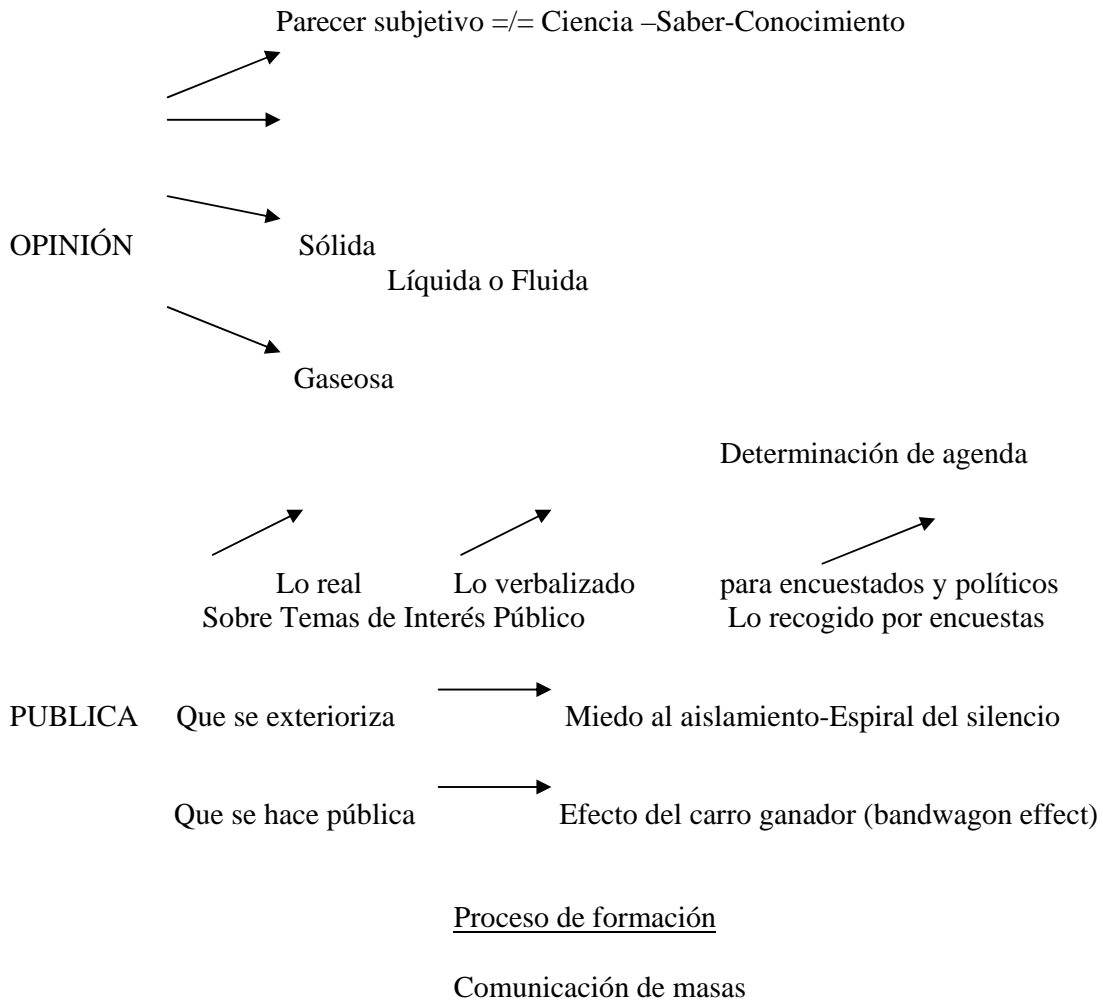 Parecer subjetivo =/= Ciencia –Saber-Conocimiento
OPINIÓN Sólida
Líquida o Fluida
Gaseosa
Determinación de agenda
Lo real Lo verbalizado para encuestados y políticos
Sobre Temas de Interés Público Lo recogido por encuestas
PUBLICA Que se exterioriza Miedo al aislamiento-Espiral del silencio
Que se hace pública Efecto del carro ganador (bandwagon effect)
Proceso de formación
Comunicación de masas